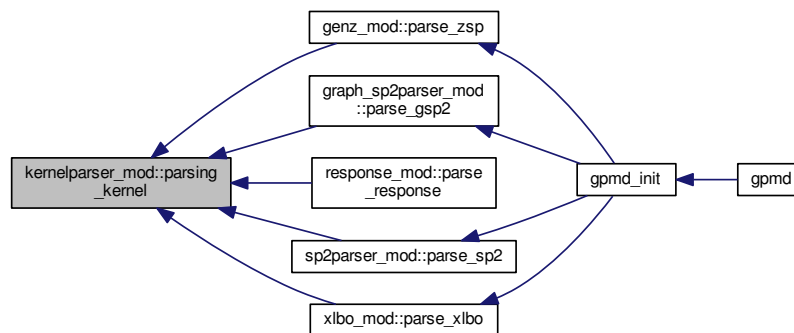 genz_mod::parse_zsp
graph_sp2parser_mod
::parse_gsp2
kernelparser_mod::parsing
_kernel
response_mod::parse
_response
gpmd_init
gpmd
sp2parser_mod::parse_sp2
xlbo_mod::parse_xlbo